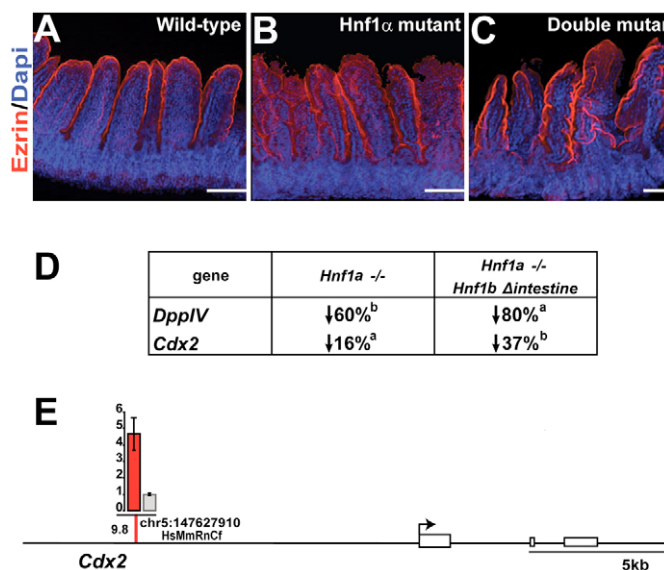 A Wild-type
B Hnf1α mutant
C Double mutan
Ezrin/Dapi
D
gene Hnf1a -/- Hnf1a -/-
Hnf1b Δintestine
DppIV ↓60%b ↓80%a
Cdx2 ↓16%a ↓37%b
E
6
5
4
3
2
1
0
9.8 chr5:147627910
HsMmRnCf
Cdx2
5kb